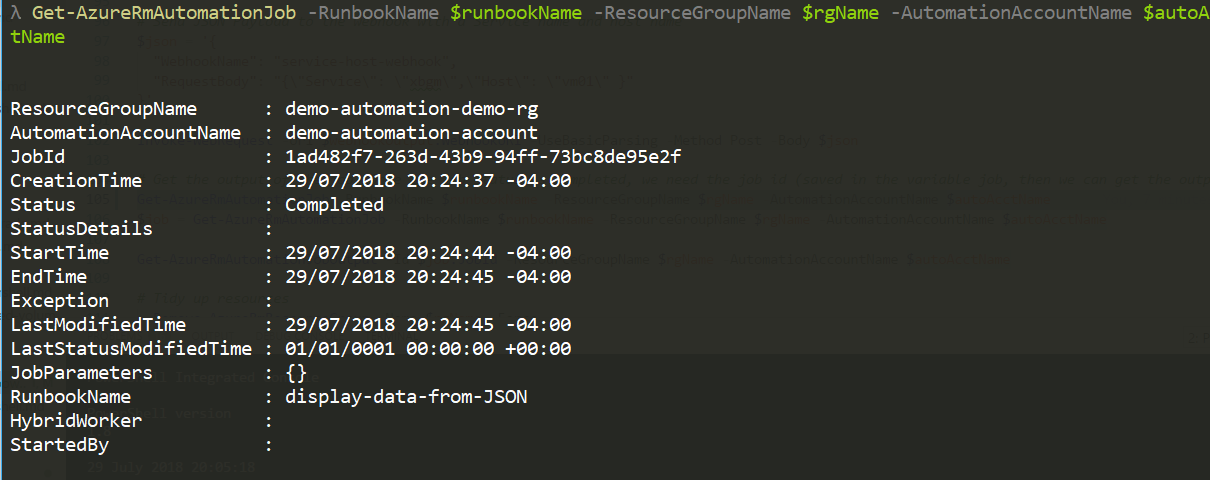 λ Get-AzureRmAutomationJob -RunbookName $runbookName -ResourceGroupName $rgName -AutomationAccountName $autoA
tName
ResourceGroupName : demo-automation-demo-rg
AutomationAccountName : demo-automation-account
JobId : 1ad482f7-263d-43b9-94ff-73bc8de95e2f
CreationTime : 29/07/2018 20:24:37 -04:00
Status : Completed
StatusDetails :
StartTime : 29/07/2018 20:24:44 -04:00
EndTime : 29/07/2018 20:24:45 -04:00
Exception :
LastModifiedTime : 29/07/2018 20:24:45 -04:00
LastStatusModifiedTime : 01/01/0001 00:00:00 +00:00
JobParameters : {}
RunbookName : display-data-from-JSON
HybridWorker :
StartedBy :